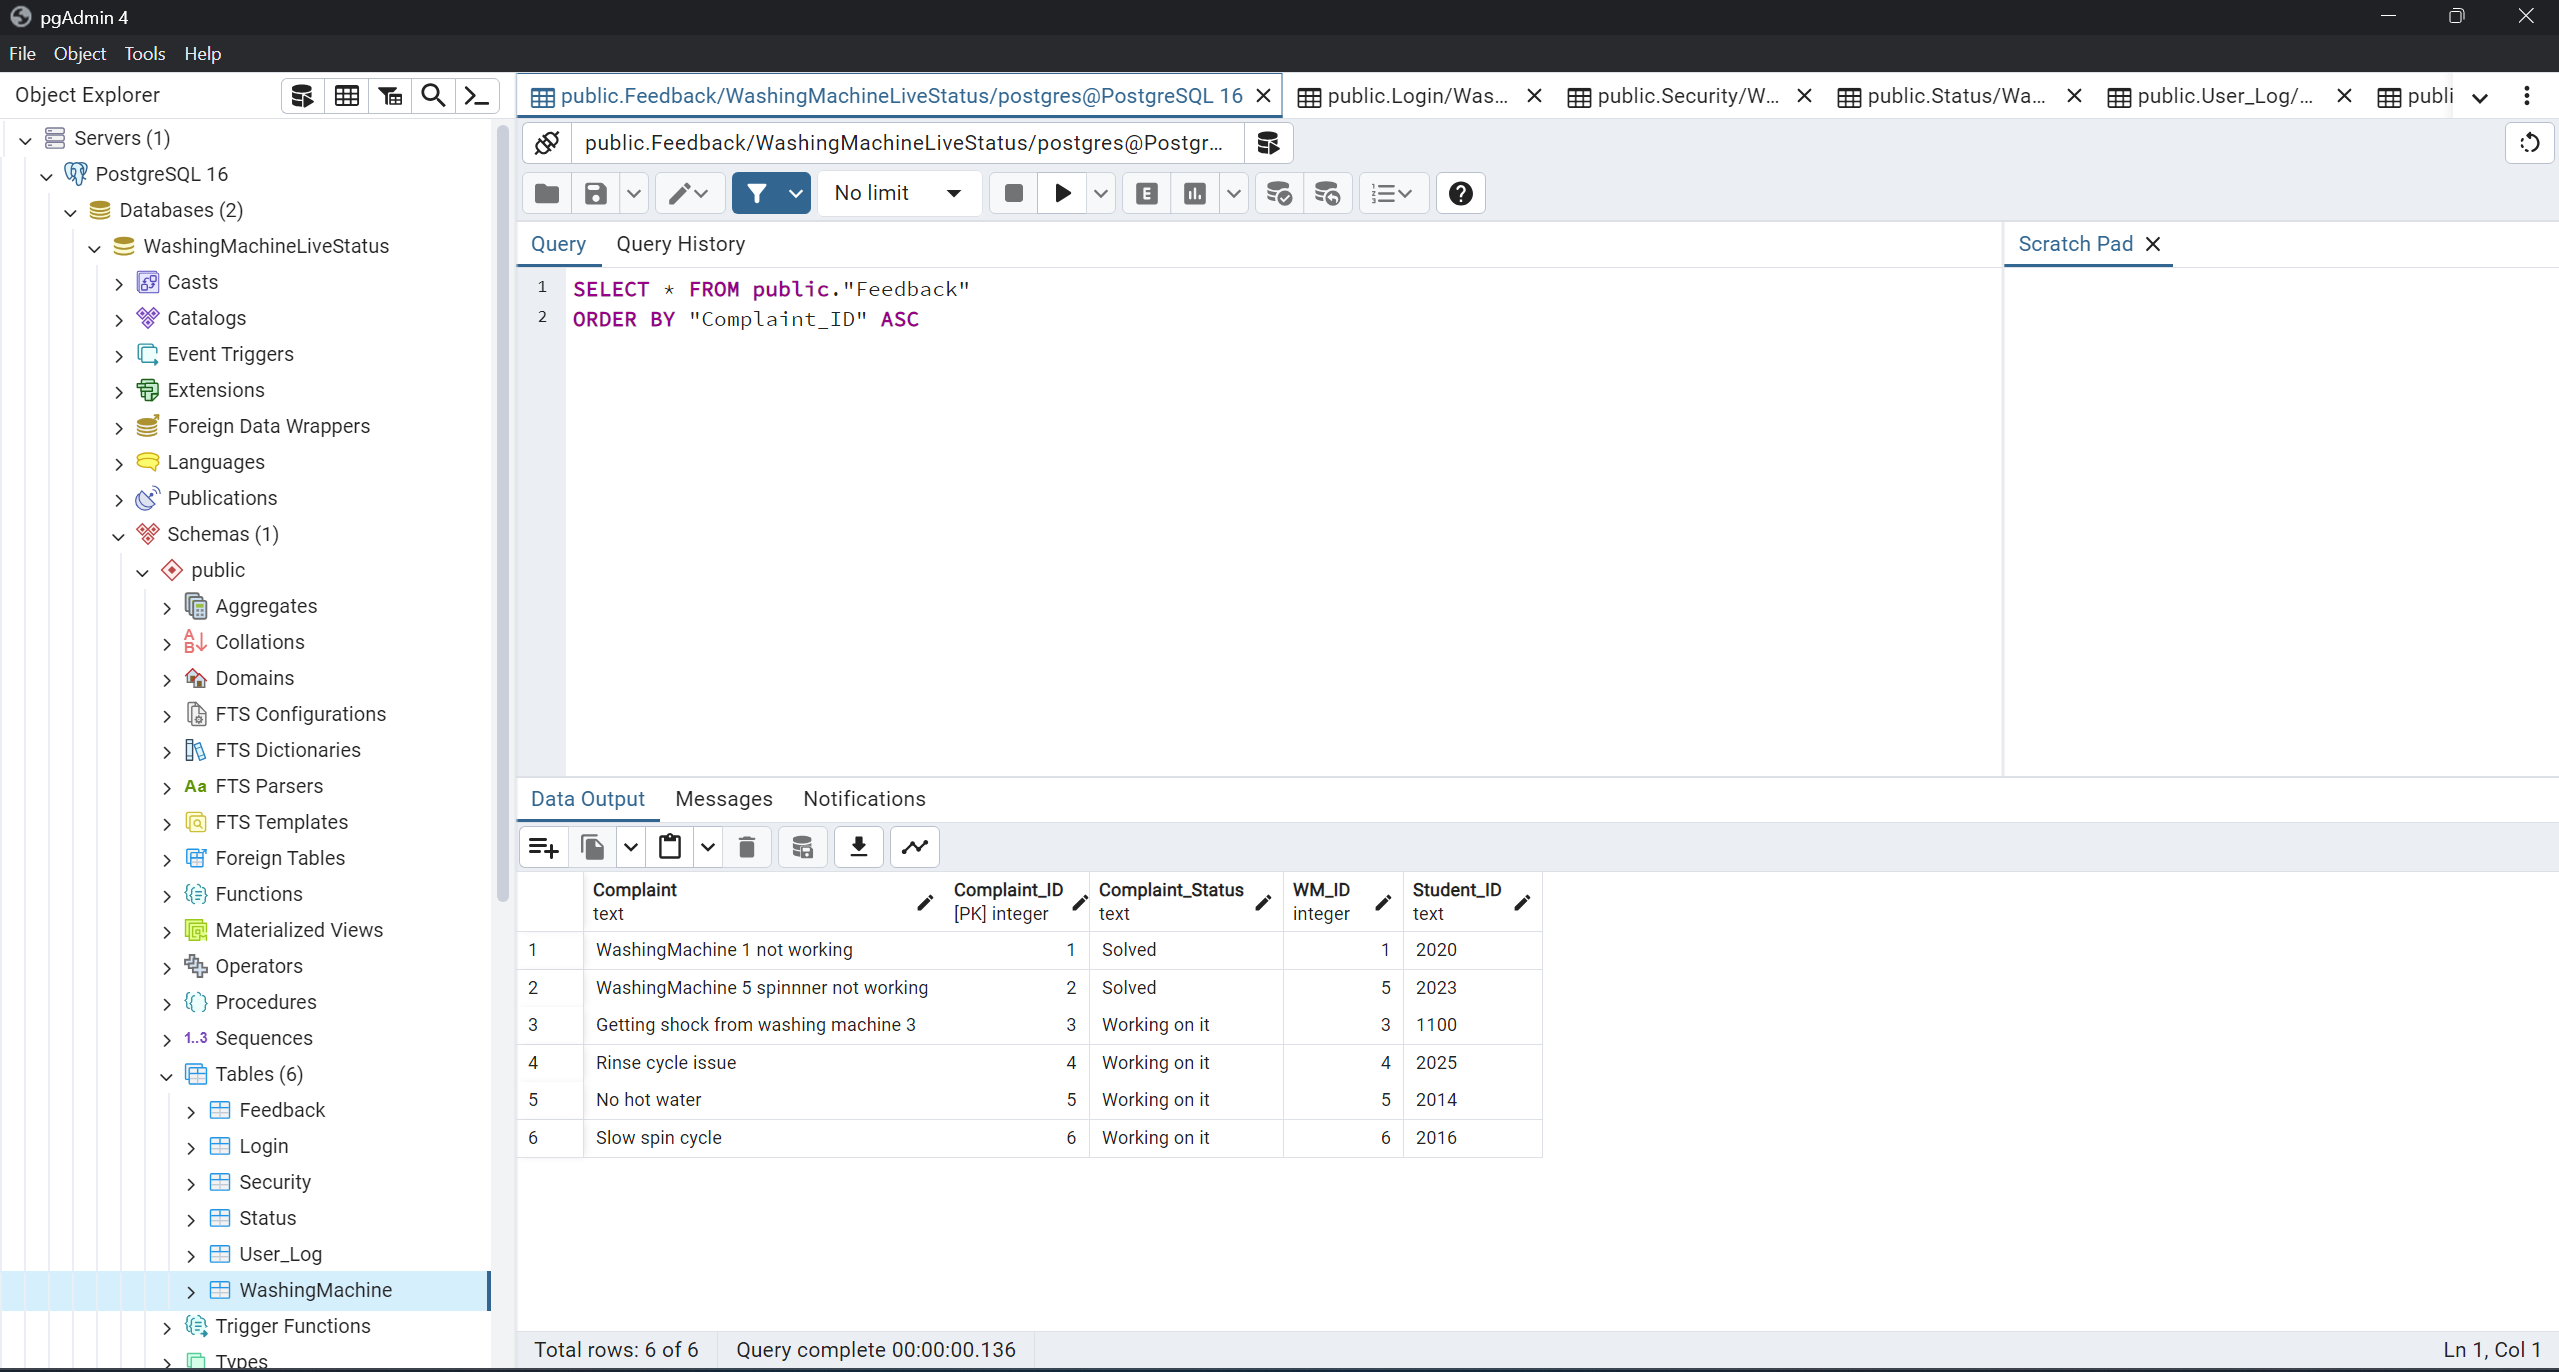 pgAdmin 4
File Object Tools Help
Object Explorer
public.Feedback/WashingMachineLiveStatus/postgres@PostgreSQL 16
public.Login/Was...
public.Security/W...
public.Status/Wa...
public.User_Log/...
publi
Servers (1)
PostgreSQL 16
Databases (2)
WashingMachineLiveStatus
Casts
Catalogs
Event Triggers
Extensions
Foreign Data Wrappers
Languages
Publications
Schemas (1)
public
Aggregates
Collations
Domains
FTS Configurations
FTS Dictionaries
Aa FTS Parsers
FTS Templates
Foreign Tables
Functions
Materialized Views
Operators
Procedures
1..3 Sequences
Tables (6)
Feedback
Login
Security
Status
User_Log
WashingMachine
Trigger Functions
Types
public.Feedback/WashingMachineLiveStatus/postgres@Postgr...
No limit
E
Query Query History
Scratch Pad
1 SELECT * FROM public."Feedback"
2 ORDER BY "Complaint_ID" ASC
Data Output Messages Notifications
Complaint Complaint_ID Complaint_Status WM_ID Student_ID
text [PK] integer text integer text
1 WashingMachine 1 not working 1 Solved 1 2020
2 WashingMachine 5 spinnner not working 2 Solved 5 2023
3 Getting shock from washing machine 3 3 Working on it 3 1100
4 Rinse cycle issue 4 Working on it 4 2025
5 No hot water 5 Working on it 5 2014
6 Slow spin cycle 6 Working on it 6 2016
Total rows: 6 of 6 Query complete 00:00:00.136 Ln 1, Col 1